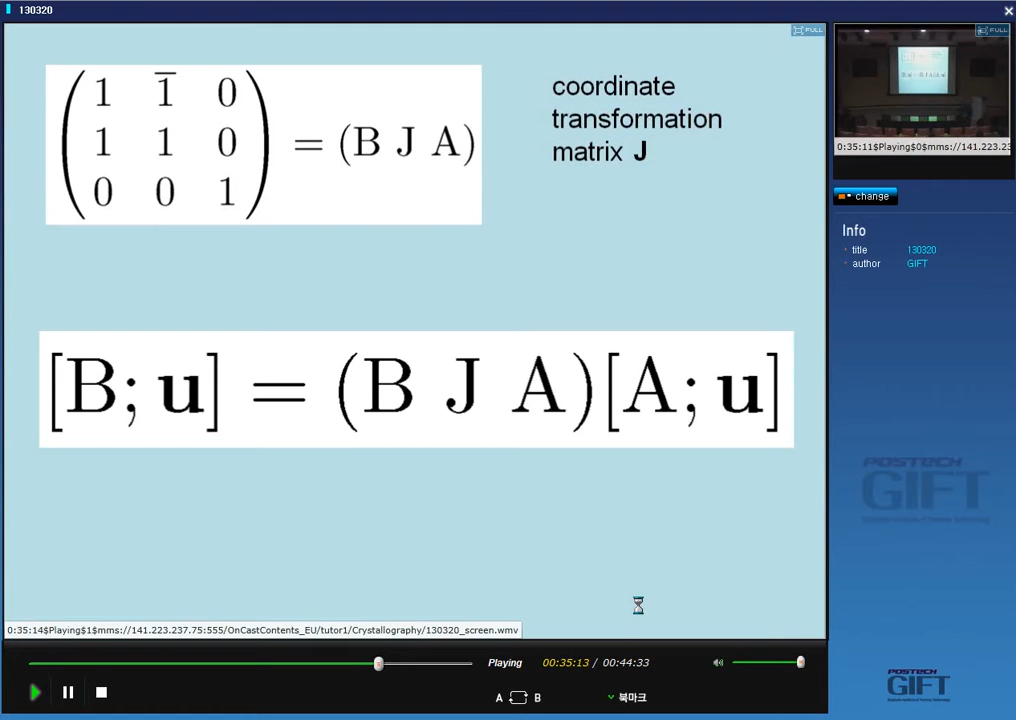 130320
FULL
1 1̅ 0
1 1 0
0 0 1
= (B J A)
coordinate
transformation
matrix J
[B; u] = (B J A)[A; u]
0:35:14$Playing$1$mms://141.223.237.75:555/OnCastContents_EU/tutor1/Crystallography/130320_screen.wmv
Playing 00:35:13 / 00:44:33
A B 북마크
FULL
0:35:11$Playing$0$mms://141.223.23
change
Info
title 130320
author GIFT
POSTECH
GIFT
POSTECH
GIFT